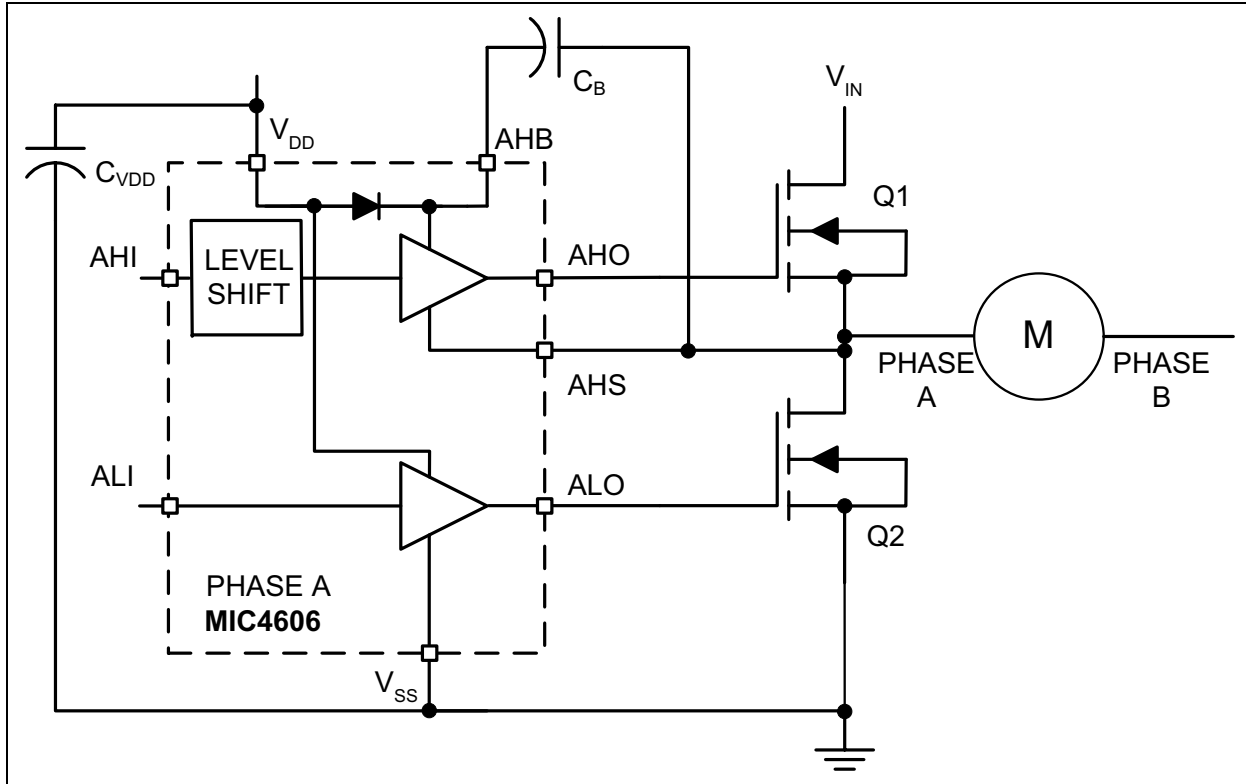 C_B
V_IN
V_DD
AHB
C_VDD
Q1
AHI
LEVEL
SHIFT
AHO
M
AHS
PHASE
A
PHASE
B
ALI
ALO
Q2
PHASE A
MIC4606
V_SS